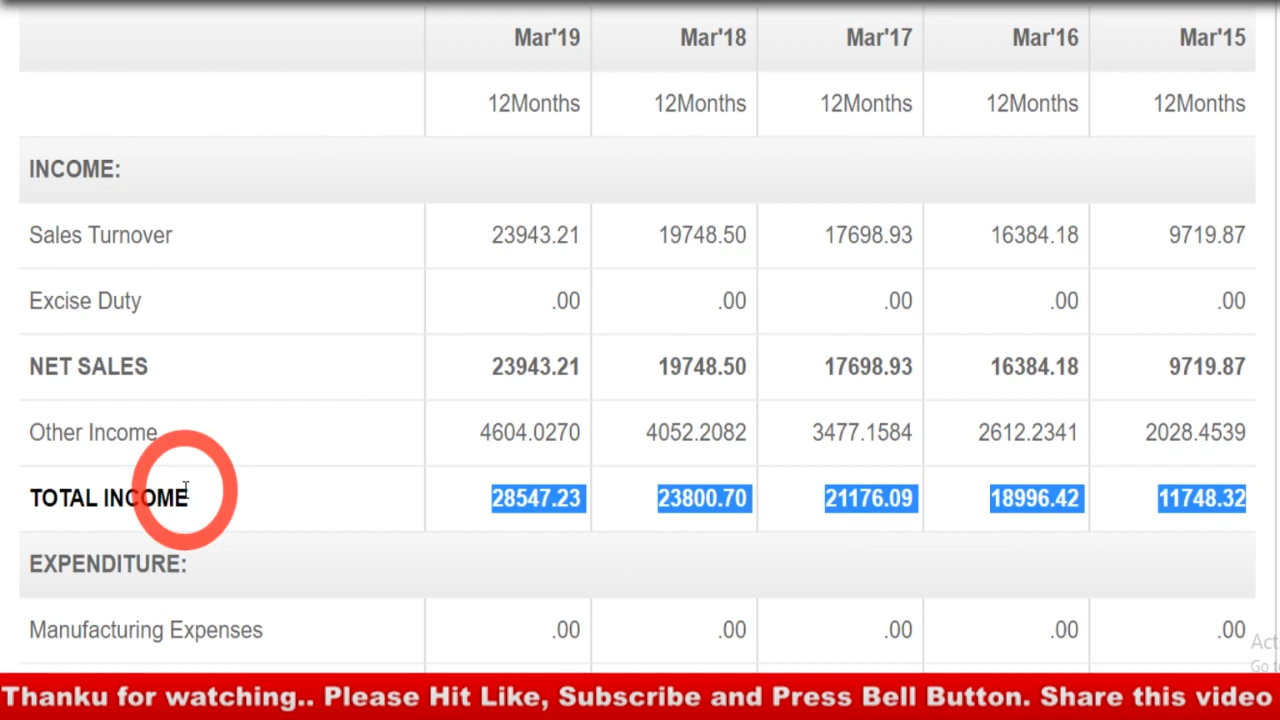 Mar'19 Mar'18 Mar'17 Mar'16 Mar'15
12Months 12Months 12Months 12Months 12Months
INCOME:
Sales Turnover 23943.21 19748.50 17698.93 16384.18 9719.87
Excise Duty .00 .00 .00 .00 .00
NET SALES 23943.21 19748.50 17698.93 16384.18 9719.87
Other Income 4604.0270 4052.2082 3477.1584 2612.2341 2028.4539
TOTAL INCOME 28547.23 23800.70 21176.09 18996.42 11748.32
EXPENDITURE:
Manufacturing Expenses .00 .00 .00 .00 .00
Thanku for watching.. Please Hit Like, Subscribe and Press Bell Button. Share this video